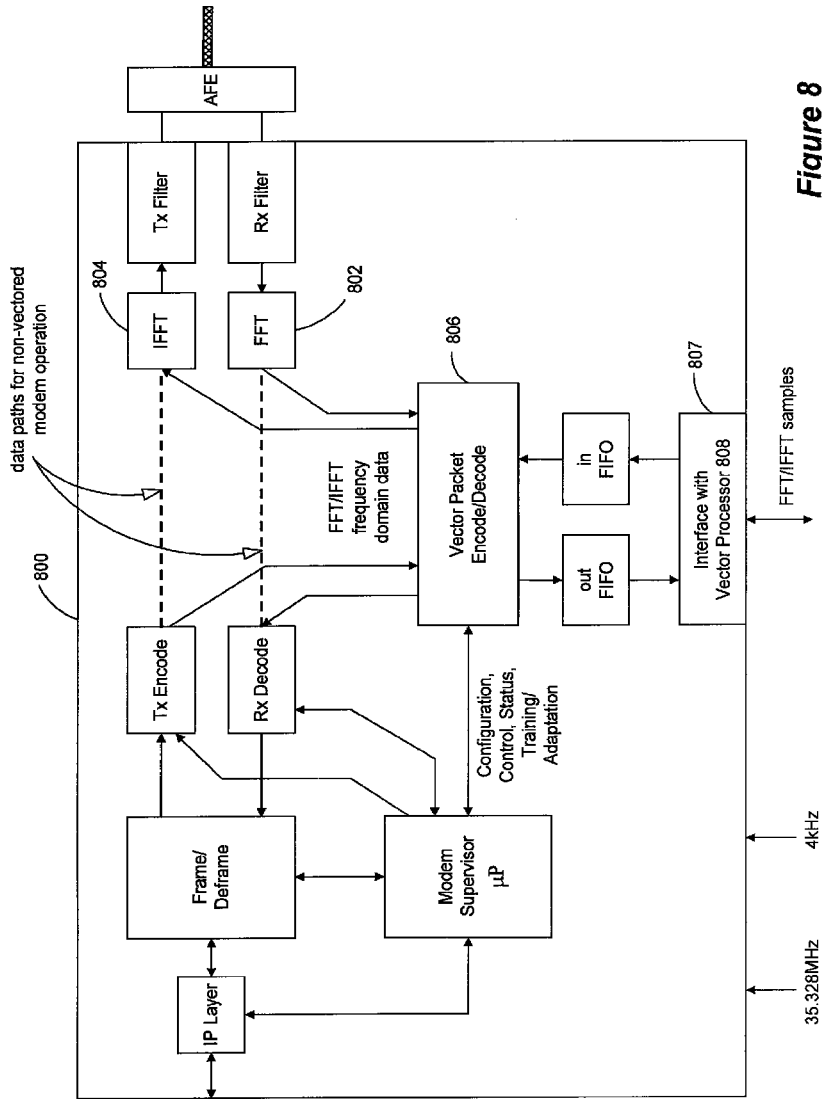 800
data paths for non-vectored
modem operation
804
802
IP Layer
Frame/
Deframe
Tx Encode
Rx Decode
IFFT
FFT
Tx Filter
Rx Filter
AFE
FFT/IFFT
frequency
domain data
Modem
Supervisor
µP
Configuration,
Control, Status,
Training/
Adaptation
Vector Packet
Encode/Decode
806
out
FIFO
in
FIFO
Interface with
Vector Processor 808
807
35.328MHz
4kHz
FFT/IFFT samples
Figure 8